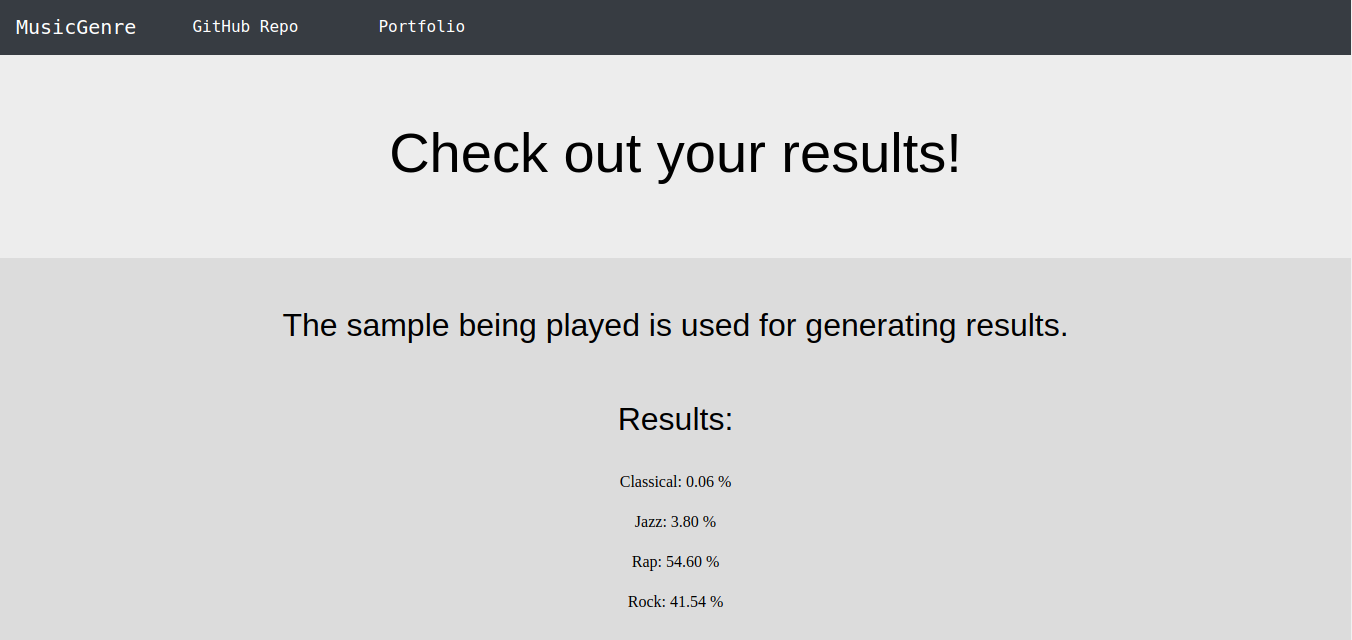 MusicGenre GitHub Repo Portfolio
Check out your results!
The sample being played is used for generating results.
Results:
Classical: 0.06 %
Jazz: 3.80 %
Rap: 54.60 %
Rock: 41.54 %